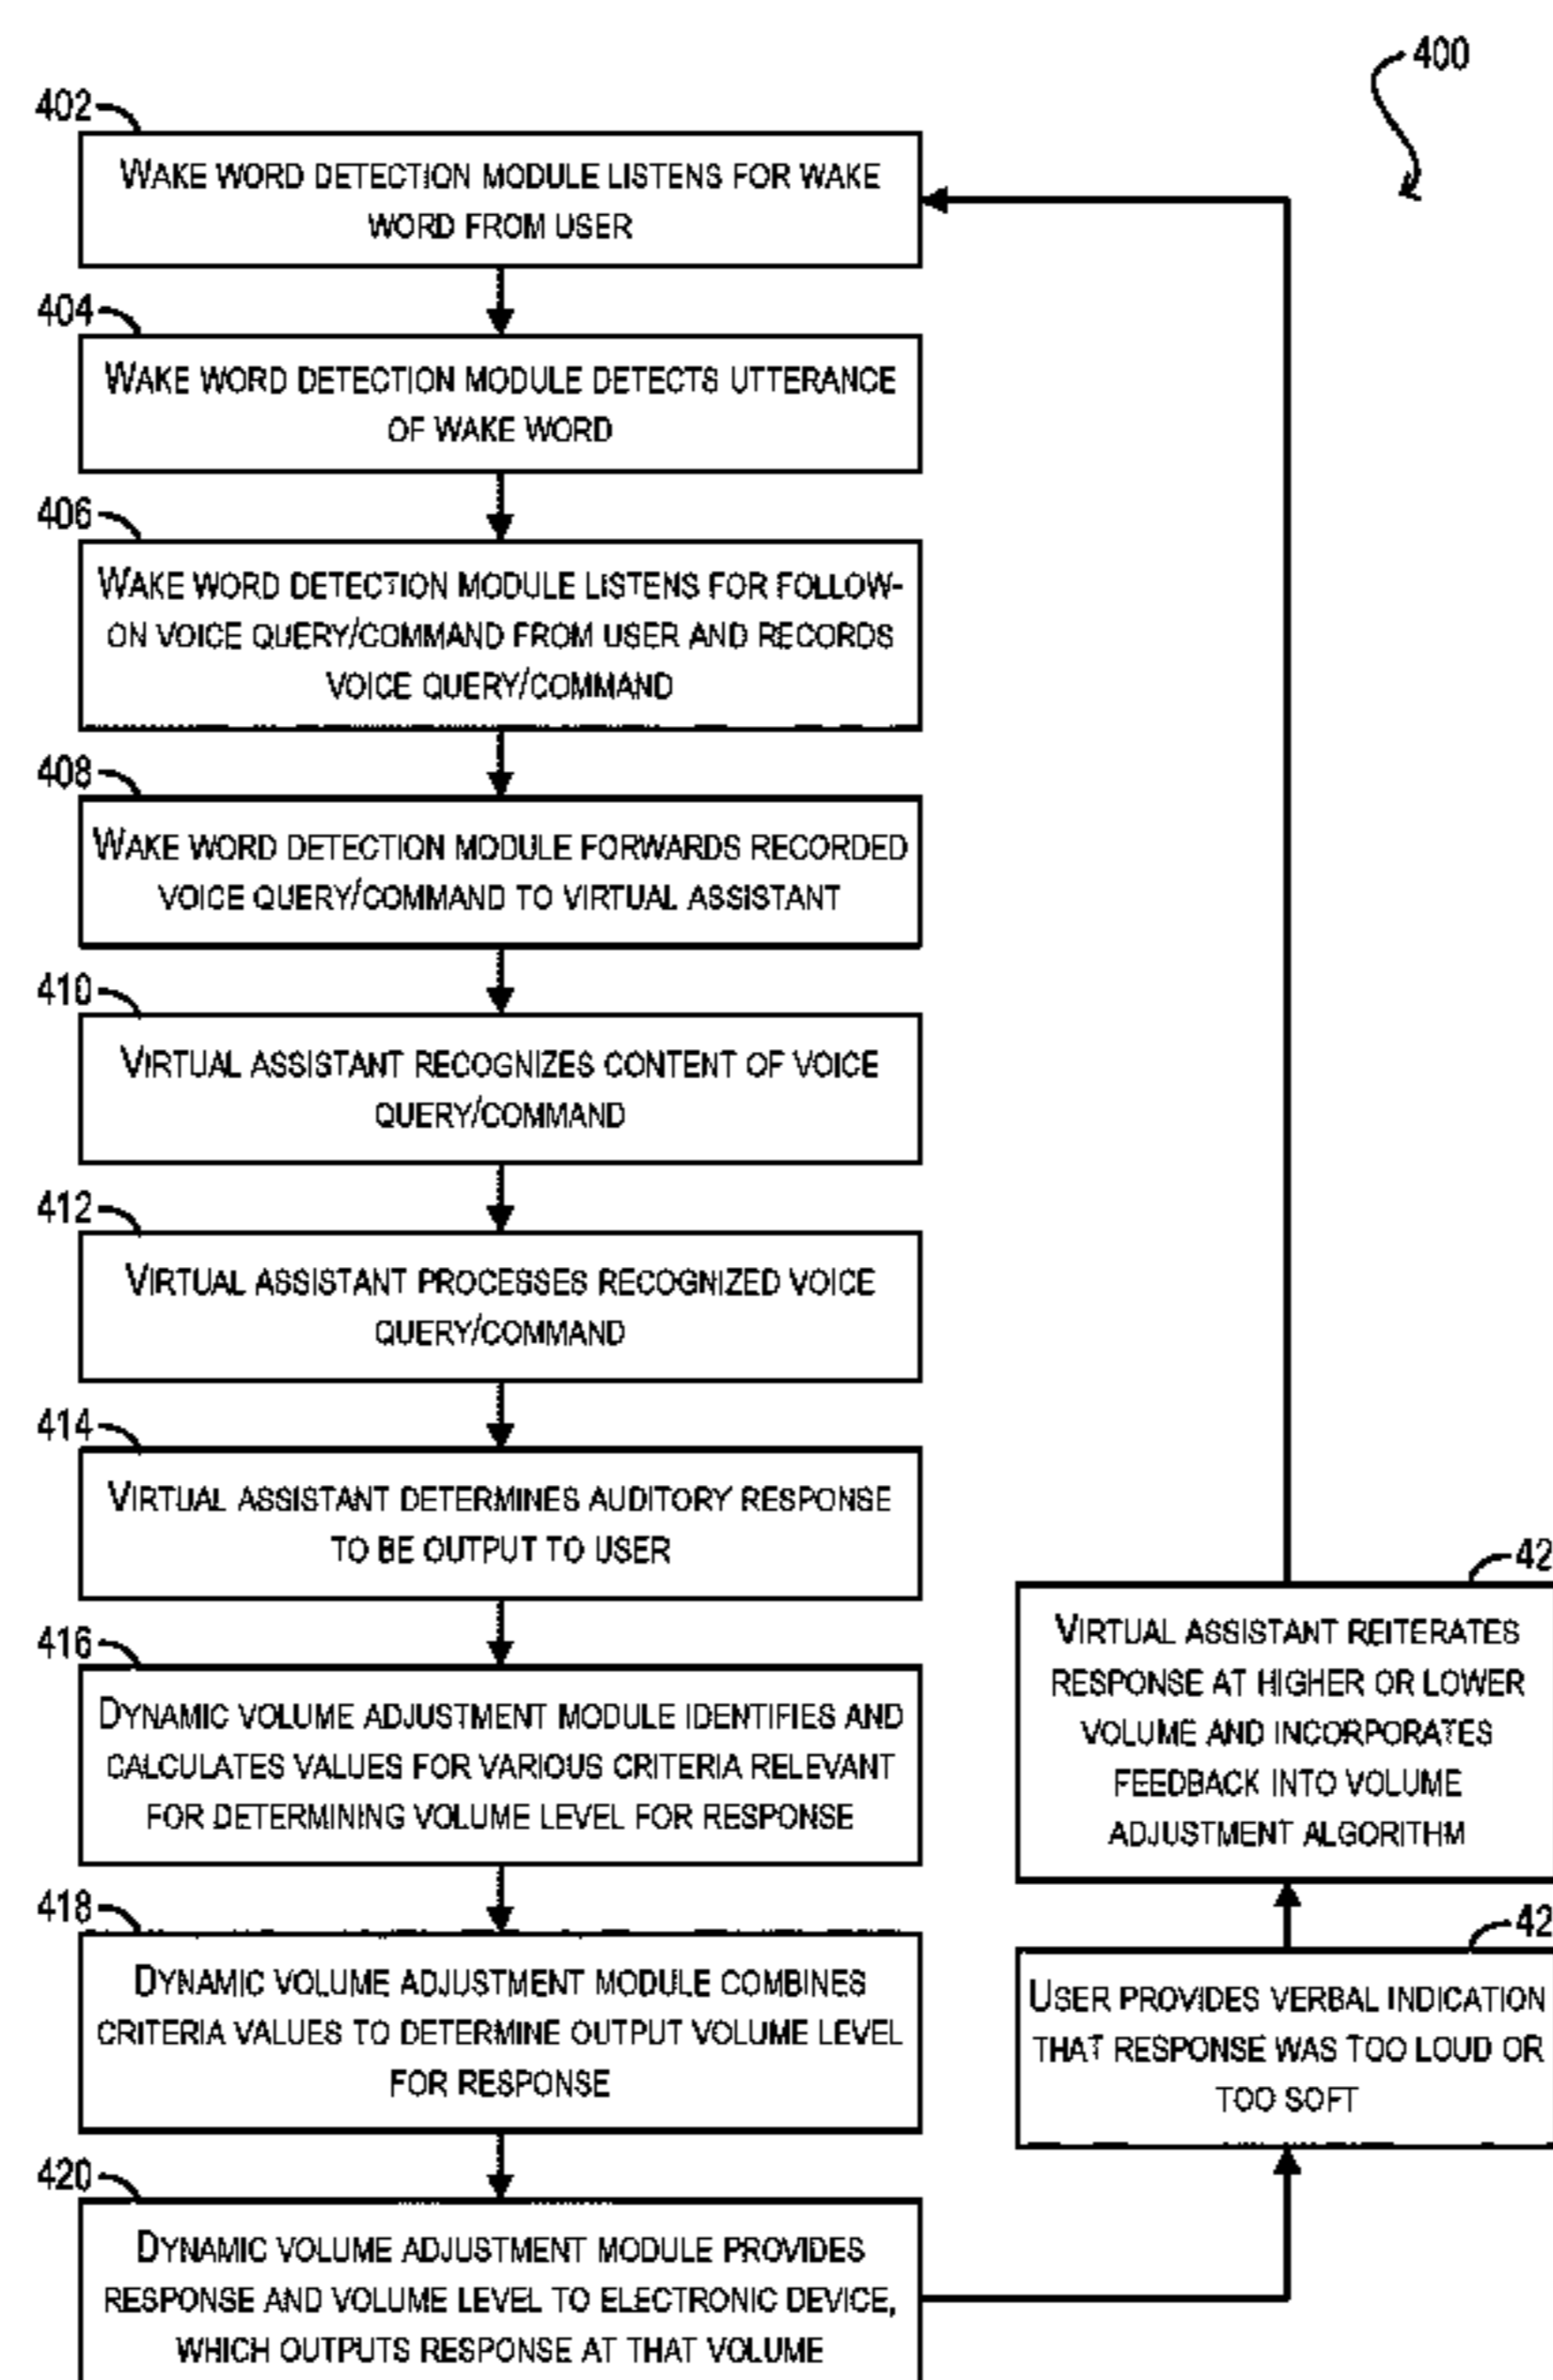 400
402
WAKE WORD DETECTION MODULE LISTENS FOR WAKE
WORD FROM USER
404
WAKE WORD DETECTION MODULE DETECTS UTTERANCE
OF WAKE WORD
406
WAKE WORD DETECTION MODULE LISTENS FOR FOLLOW-
ON VOICE QUERY/COMMAND FROM USER AND RECORDS
VOICE QUERY/COMMAND
408
WAKE WORD DETECTION MODULE FORWARDS RECORDED
VOICE QUERY/COMMAND TO VIRTUAL ASSISTANT
410
VIRTUAL ASSISTANT RECOGNIZES CONTENT OF VOICE
QUERY/COMMAND
412
VIRTUAL ASSISTANT PROCESSES RECOGNIZED VOICE
QUERY/COMMAND
414
VIRTUAL ASSISTANT DETERMINES AUDITORY RESPONSE
TO BE OUTPUT TO USER
416
DYNAMIC VOLUME ADJUSTMENT MODULE IDENTIFIES AND
CALCULATES VALUES FOR VARIOUS CRITERIA RELEVANT
FOR DETERMINING VOLUME LEVEL FOR RESPONSE
418
DYNAMIC VOLUME ADJUSTMENT MODULE COMBINES
CRITERIA VALUES TO DETERMINE OUTPUT VOLUME LEVEL
FOR RESPONSE
420
DYNAMIC VOLUME ADJUSTMENT MODULE PROVIDES
RESPONSE AND VOLUME LEVEL TO ELECTRONIC DEVICE,
WHICH OUTPUTS RESPONSE AT THAT VOLUME
42
USER PROVIDES VERBAL INDICATION
THAT RESPONSE WAS TOO LOUD OR
TOO SOFT
42
VIRTUAL ASSISTANT REITERATES
RESPONSE AT HIGHER OR LOWER
VOLUME AND INCORPORATES
FEEDBACK INTO VOLUME
ADJUSTMENT ALGORITHM